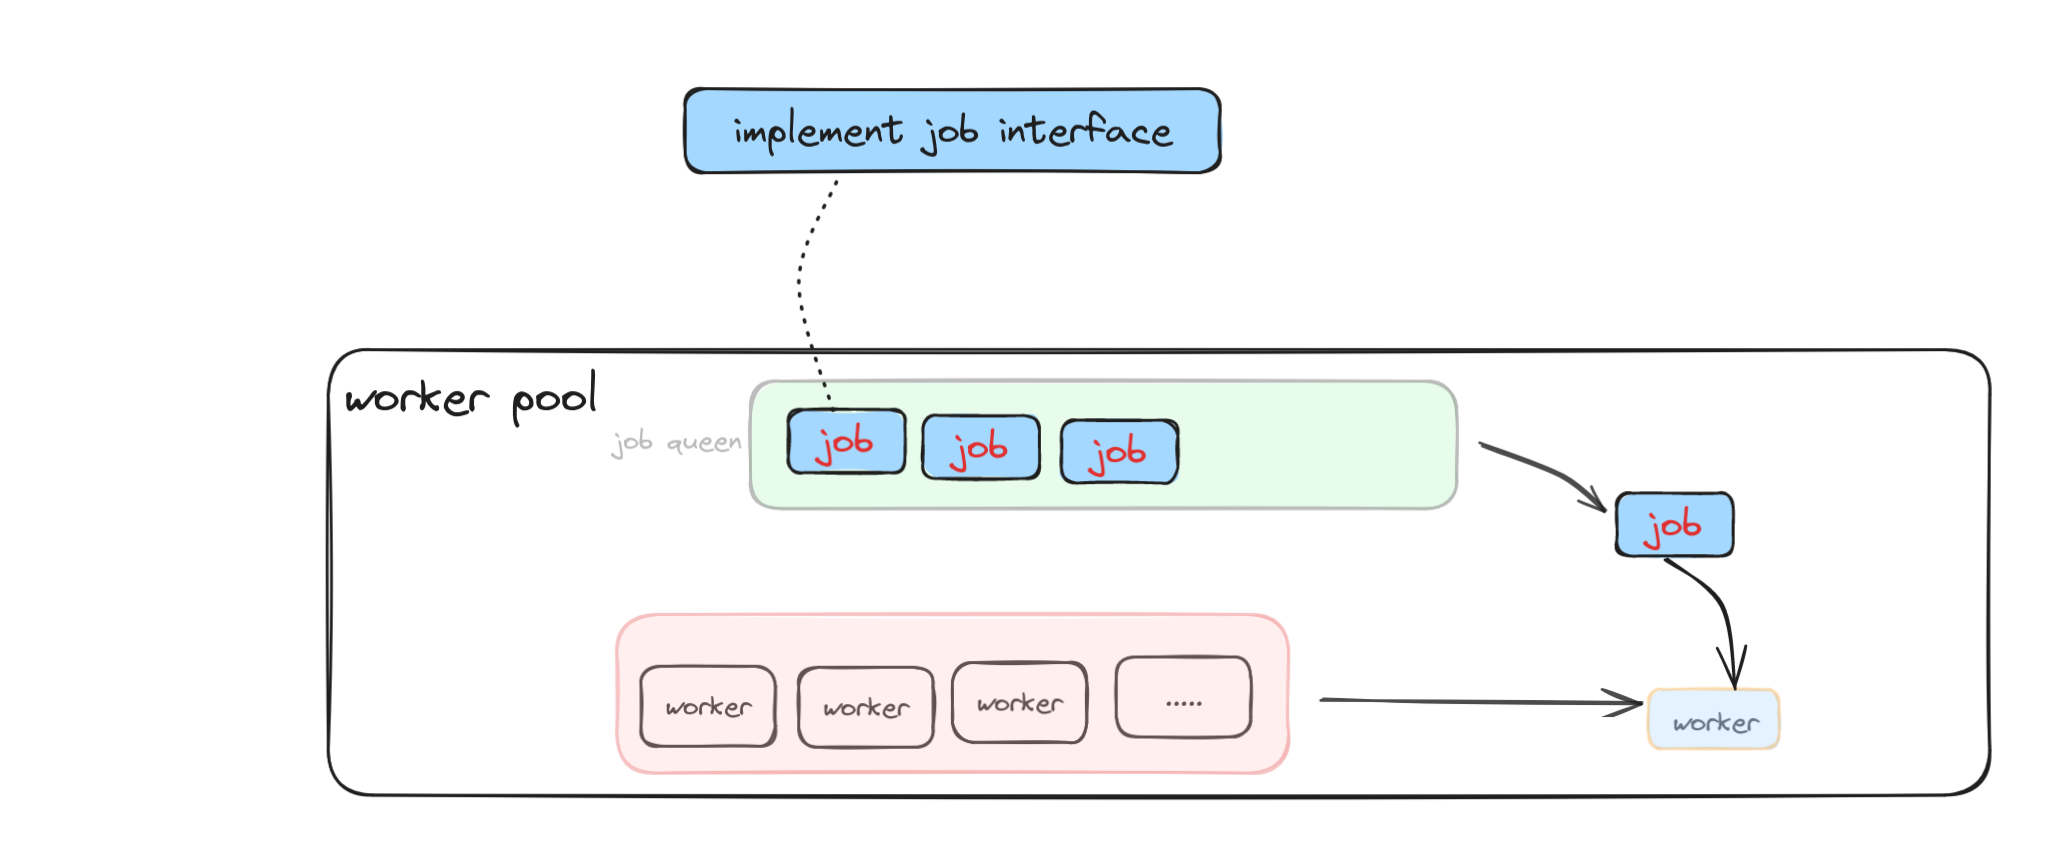 implement job interface
worker pool
job queen
job
job
job
job
worker
worker
worker
.....
worker